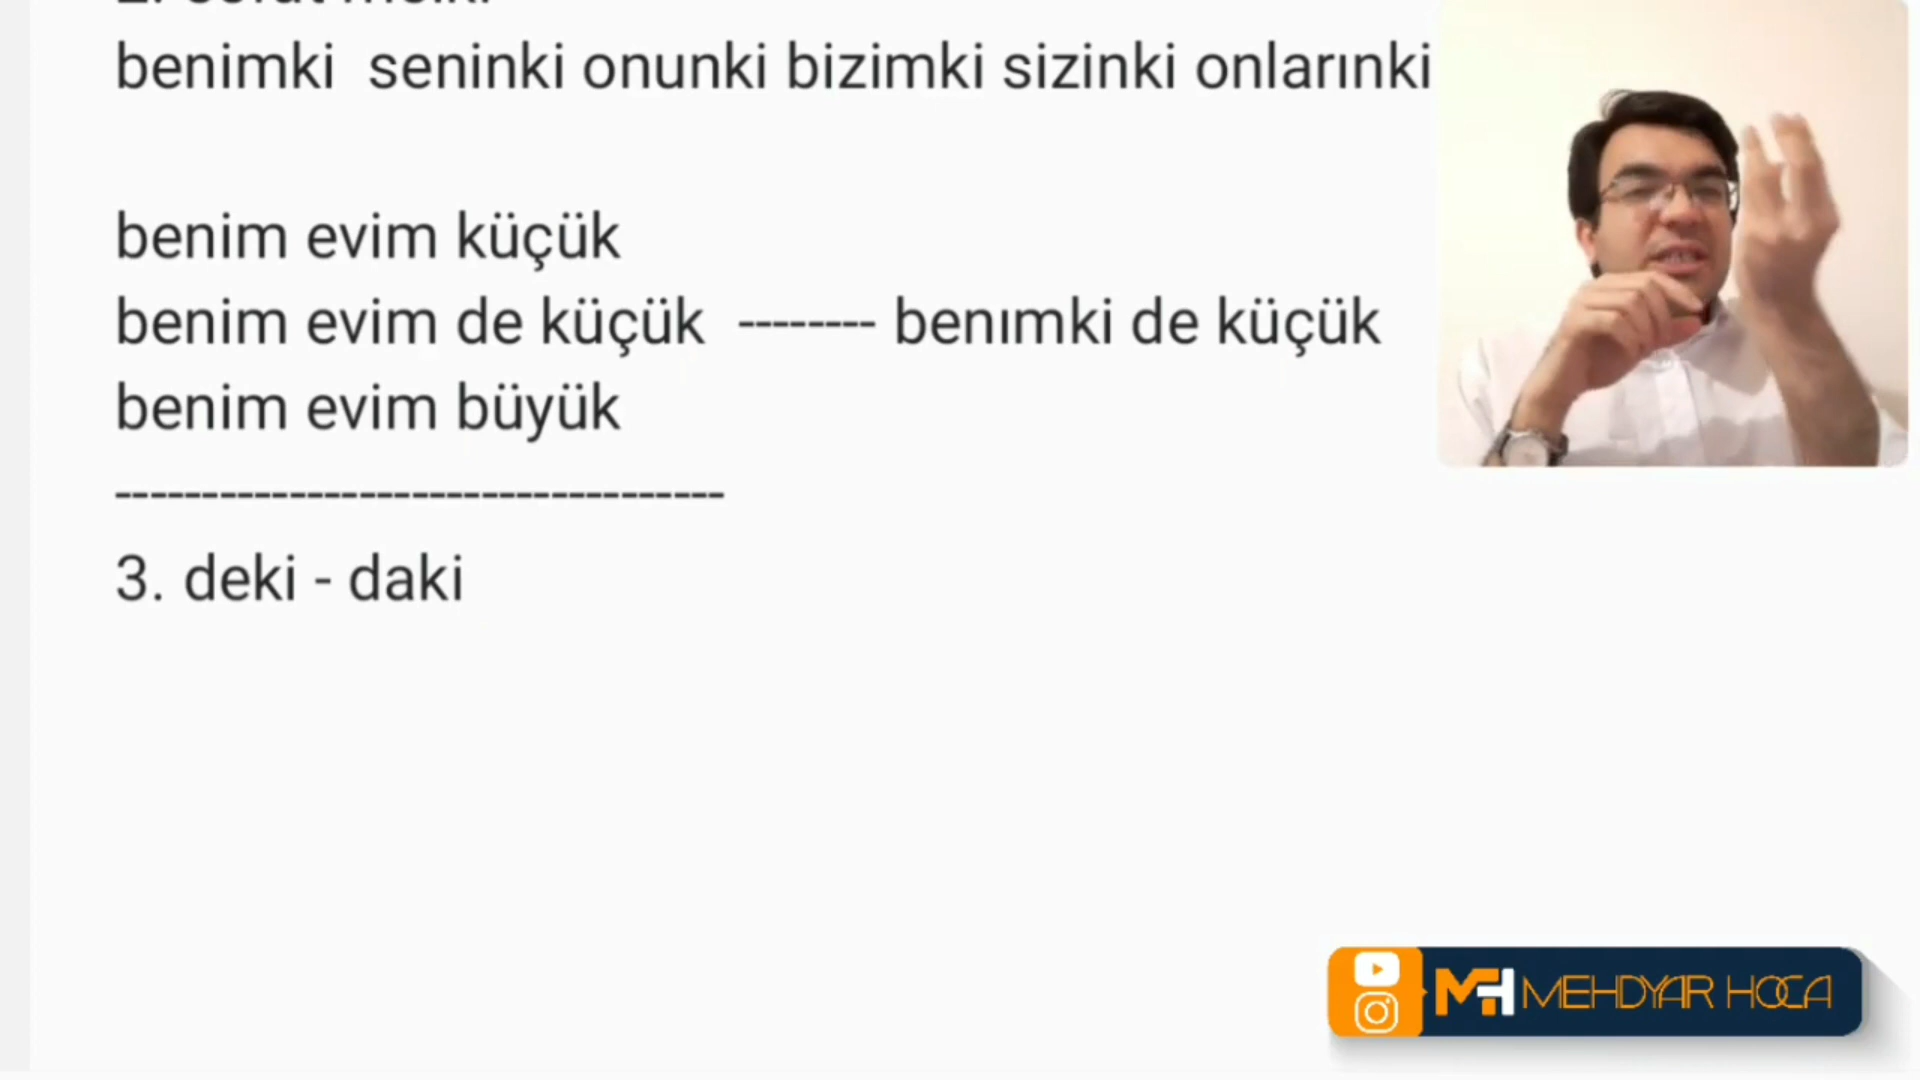 benimki seninki onunki bizimki sizinki onlarınki
benim evim küçük
benim evim de küçük -------- benımki de küçük
benim evim büyük
-----------------------------------
3. deki - daki
MH MEHDYAR HOCA